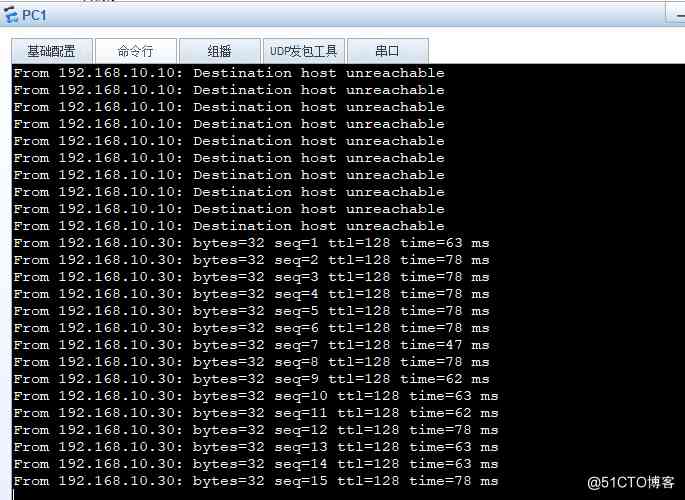 PC1
基础配置 命令行 组播 UDP发包工具 串口
From 192.168.10.10: Destination host unreachable
From 192.168.10.10: Destination host unreachable
From 192.168.10.10: Destination host unreachable
From 192.168.10.10: Destination host unreachable
From 192.168.10.10: Destination host unreachable
From 192.168.10.10: Destination host unreachable
From 192.168.10.10: Destination host unreachable
From 192.168.10.10: Destination host unreachable
From 192.168.10.10: Destination host unreachable
From 192.168.10.10: Destination host unreachable
From 192.168.10.30: bytes=32 seq=1 ttl=128 time=63 ms
From 192.168.10.30: bytes=32 seq=2 ttl=128 time=78 ms
From 192.168.10.30: bytes=32 seq=3 ttl=128 time=78 ms
From 192.168.10.30: bytes=32 seq=4 ttl=128 time=78 ms
From 192.168.10.30: bytes=32 seq=5 ttl=128 time=78 ms
From 192.168.10.30: bytes=32 seq=6 ttl=128 time=78 ms
From 192.168.10.30: bytes=32 seq=7 ttl=128 time=47 ms
From 192.168.10.30: bytes=32 seq=8 ttl=128 time=78 ms
From 192.168.10.30: bytes=32 seq=9 ttl=128 time=62 ms
From 192.168.10.30: bytes=32 seq=10 ttl=128 time=63 ms
From 192.168.10.30: bytes=32 seq=11 ttl=128 time=62 ms
From 192.168.10.30: bytes=32 seq=12 ttl=128 time=78 ms
From 192.168.10.30: bytes=32 seq=13 ttl=128 time=63 ms
From 192.168.10.30: bytes=32 seq=14 ttl=128 time=63 ms
From 192.168.10.30: bytes=32 seq=15 ttl=128 time=78 ms
@51CTO博客